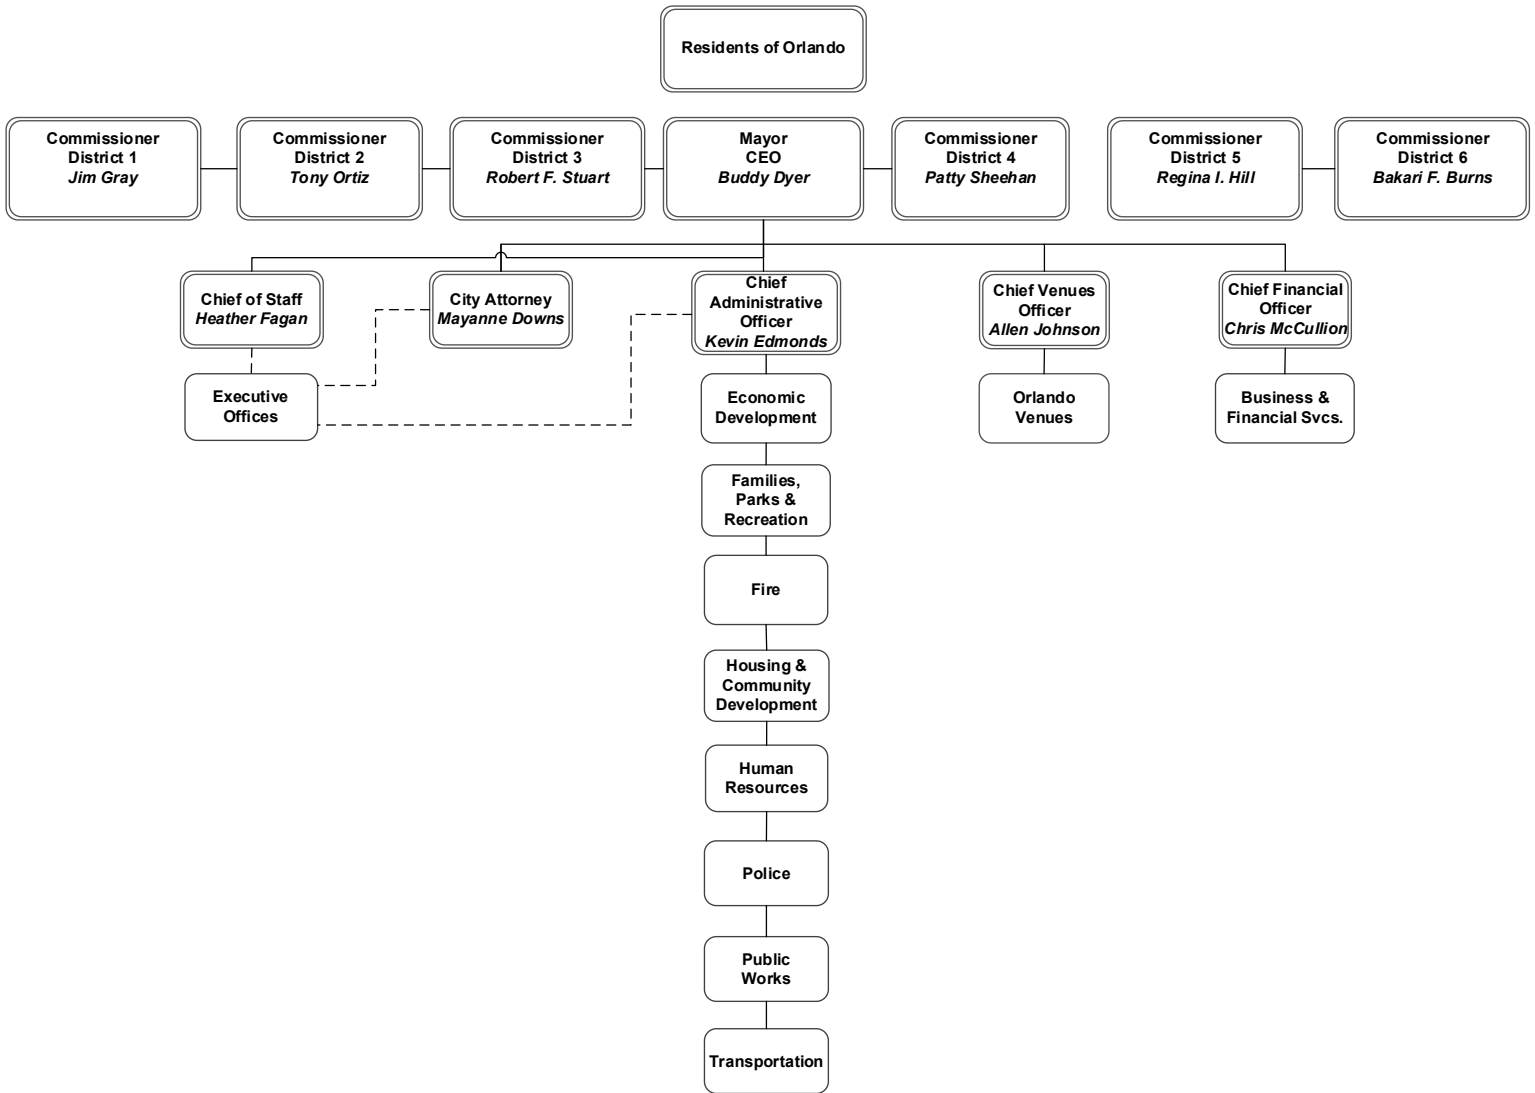 Residents of Orlando
Commissioner
District 1
Jim Gray
Commissioner
District 2
Tony Ortiz
Commissioner
District 3
Robert F. Stuart
Mayor
CEO
Buddy Dyer
Commissioner
District 4
Patty Sheehan
Commissioner
District 5
Regina I. Hill
Commissioner
District 6
Bakari F. Burns
Chief of Staff
Heather Fagan
City Attorney
Mayanne Downs
Chief
Administrative
Officer
Kevin Edmonds
Chief Venues
Officer
Allen Johnson
Chief Financial
Officer
Chris McCullion
Executive
Offices
Economic
Development
Orlando
Venues
Business &
Financial Svcs.
Families,
Parks &
Recreation
Fire
Housing &
Community
Development
Human
Resources
Police
Public
Works
Transportation